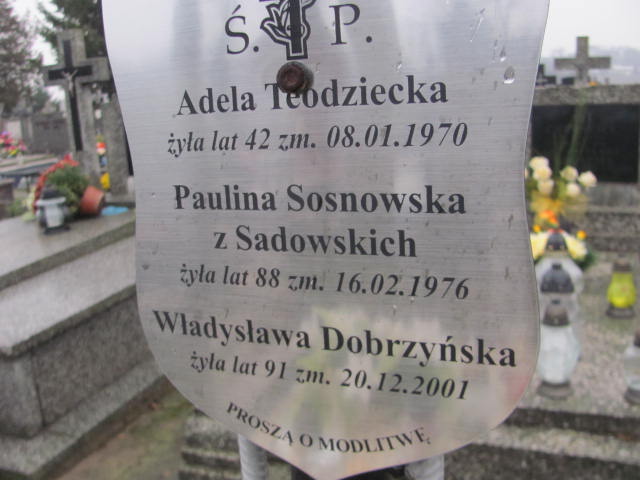 Ś. P.
Adela Teodziecka
żyła lat 42 zm. 08.01.1970
Paulina Sosnowska
z Sadowskich
żyła lat 88 zm. 16.02.1976
Władysława Dobrzyńska
żyła lat 91 zm. 20.12.2001
PROSZĄ O MODLITWĘ